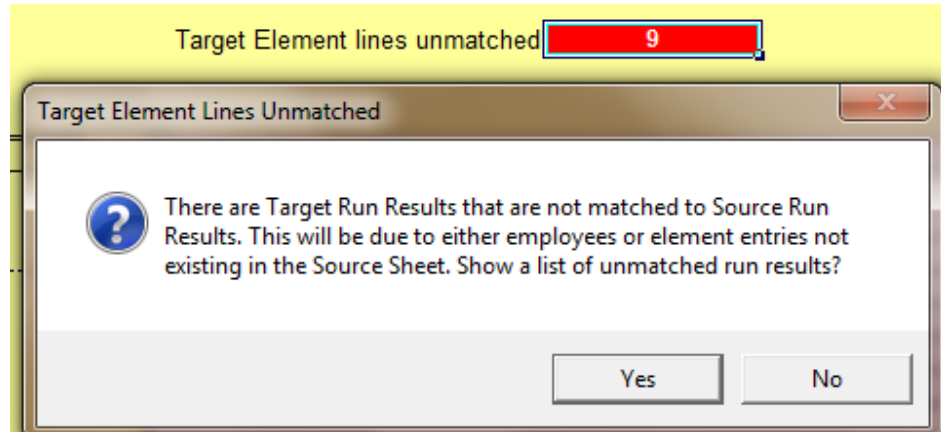 Target Element lines unmatched 9
Target Element Lines Unmatched
There are Target Run Results that are not matched to Source Run
Results. This will be due to either employees or element entries not
existing in the Source Sheet. Show a list of unmatched run results?
Yes No